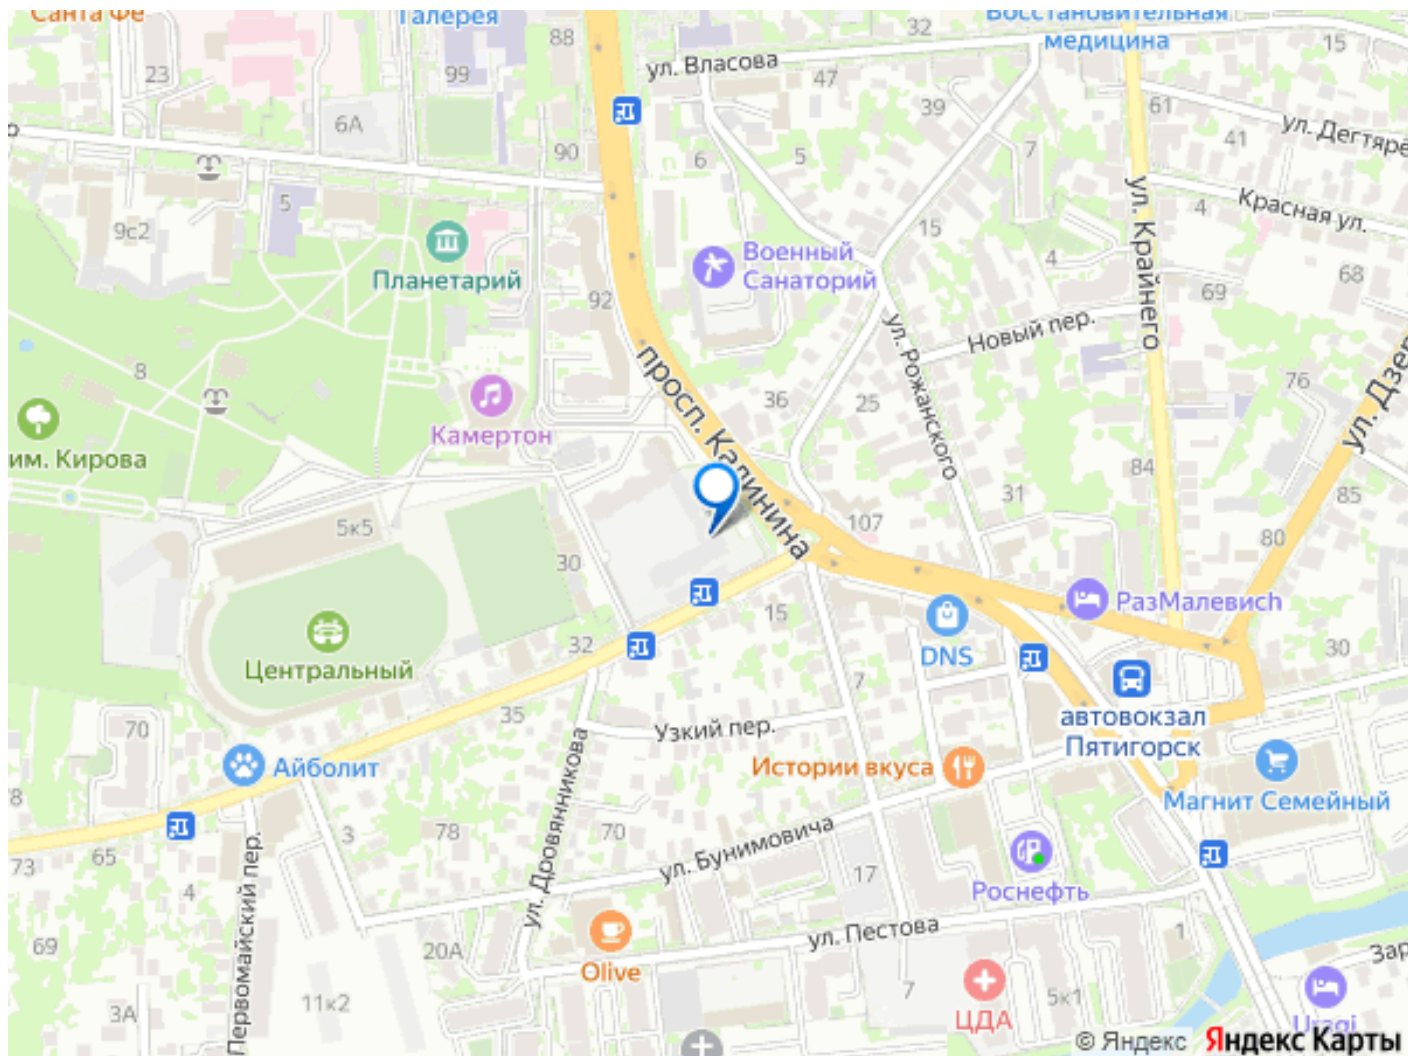 Санта Фе
Галерея
88
32
Восстановительная
медицина
15
23
99
ул. Власова
47
39
61
6А
ул. Дегтярё
41
90
6
5
7
5
4
Красная ул.
9с2
15
ул. Крайнего
Планетарий
Военный
Санаторий
4
68
92
69
ул. Рожанского
Новый пер.
просп. Калинина
8
76
ул. Дзер
36
25
Камертон
им. Кирова
84
31
85
5к5
107
80
30
РазМалевич
15
DNS
32
30
Центральный
7
автовокзал
Пятигорск
35
Узкий пер.
70
Айболит
Истории вкуса
Магнит Семейный
8
ул. Дровянникова
3
78
70
ул. Бунимовича
65
73
4
17
Роснефть
Первомайский пер.
ул. Пестова
1
69
20А
Olive
Зар
11к2
7
5к1
3А
ЦДА
Uragi
© Яндекс Яндекс Карты